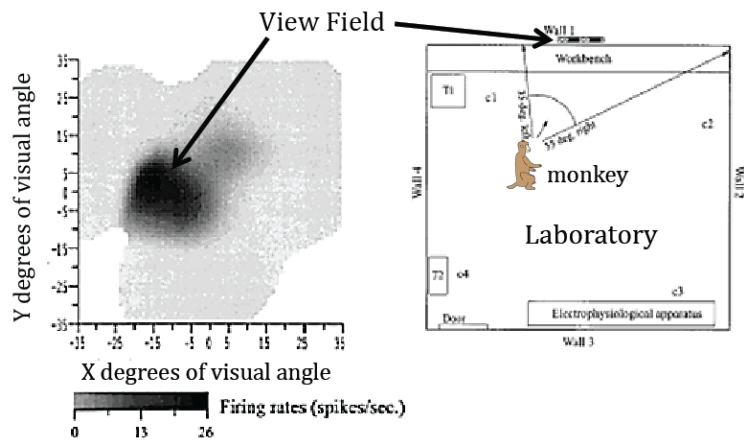 View Field
Y degrees of visual angle
35
25
15
10
5
0
-5
-15
-25
-35
-25
-15
-5
0
5
15
25
35
X degrees of visual angle
Firing rates (spikes/sec.)
0
13
26
Wall 1
Workbench
T1
c1
c2
55 deg. right
monkey
Wall 4
Wall 2
Laboratory
T2
c4
c3
Electrophysiological apparatus
Door
Wall 3